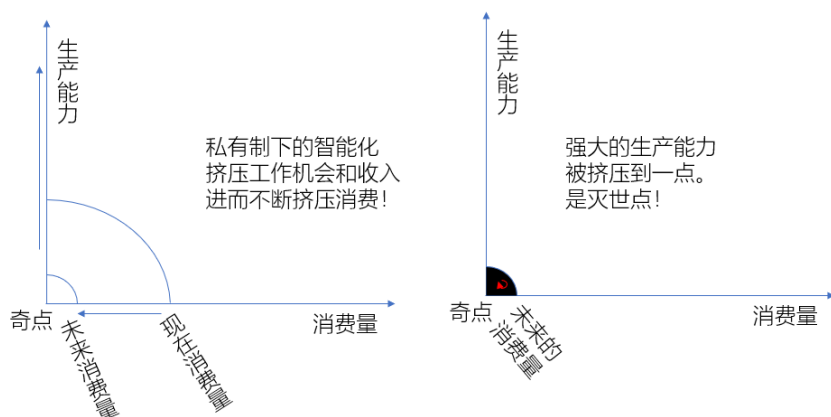 生产能力
私有制下的智能化
挤压工作机会和收入
进而不断挤压消费！
奇点
未来消费量
现在消费量
消费量
生产能力
强大的生产能力
被挤压到一点。
是灭世点！
奇点
未来的
消费量
消费量